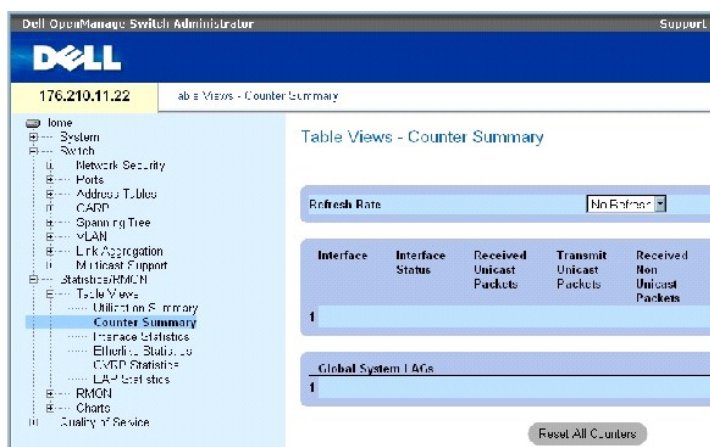 Dell OpenManage Switch Administrator
Support
DELL
176.210.11.22
able Views - Counter Summary
Home
System
Switch
Network Security
Ports
Address Tables
GARP
Spanning Tree
VLAN
Link Aggregation
Multicast Support
Statistics/RMON
Table Views
Utilization Summary
Counter Summary
Interface Statistics
Etherlike Statistics
GVRP Statistics
EAP Statistics
RMON
Charts
Quality of Service
Table Views - Counter Summary
Refresh Rate
No Refresh
Interface
Interface Status
Received Unicast Packets
Transmit Unicast Packets
Received Non Unicast Packets
1
Global System LAGs
1
Reset All Counters